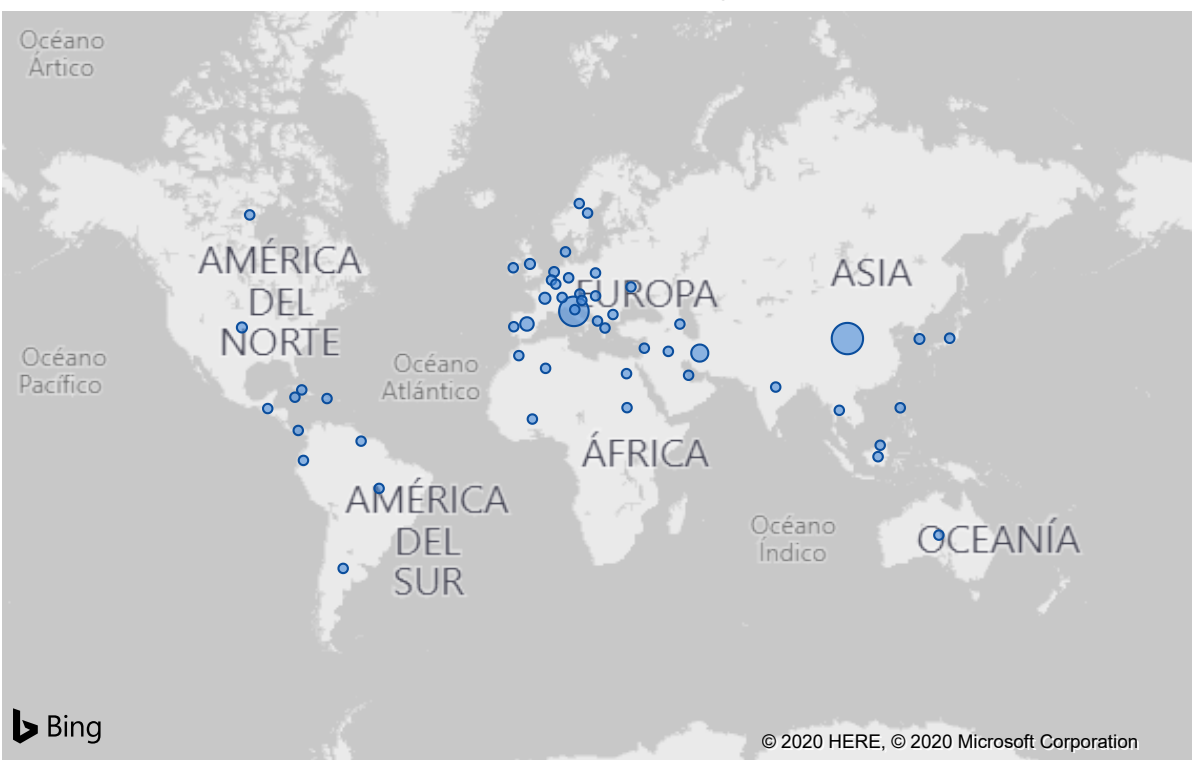 Océano
Ártico
AMÉRICA
DEL
NORTE
EUROPA
ASIA
Océano
Pacífico
Océano
Atlántico
ÁFRICA
AMÉRICA
DEL
SUR
Océano
Índico
OCEANÍA
Bing
© 2020 HERE, © 2020 Microsoft Corporation